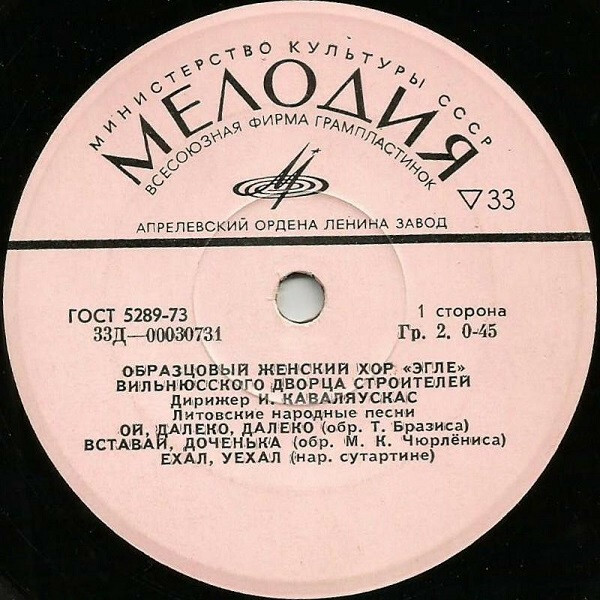 МИНИСТЕРСТВО КУЛЬТУРЫ СССР
МЕЛОДИЯ
ВСЕСОЮЗНАЯ ФИРМА ГРАМПЛАСТИНОК
▽33
АПРЕЛЕВСКИЙ ОРДЕНА ЛЕНИНА ЗАВОД
ГОСТ 5289-73
33Д—00030731
1 сторона
Гр. 2. 0-45
ОБРАЗЦОВЫЙ ЖЕНСКИЙ ХОР «ЭГЛЕ»
ВИЛЬНЮССКОГО ДВОРЦА СТРОИТЕЛЕЙ
Дирижер И. КАВАЛЯУСКАС
Литовские народные песни
ОЙ, ДАЛЕКО, ДАЛЕКО (обр. Т. Бразиса)
ВСТАВАЙ, ДОЧЕНЬКА (обр. М. К. Чюрлёниса)
ЕХАЛ, УЕХАЛ (нар. сутартине)